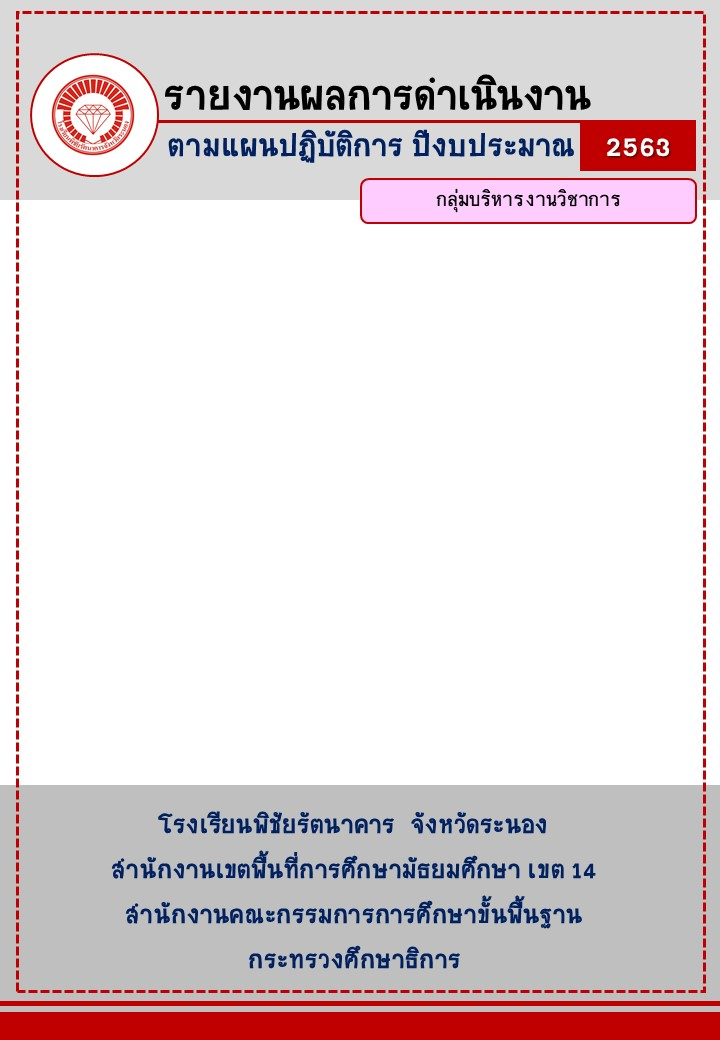 รายงานผลการดำเนินงาน
ตามแผนปฏิบัติการ ปีงบประมาณ 2563
กลุ่มบริหารงานวิชาการ
โรงเรียนพิชัยรัตนาคาร จังหวัดระนอง
สำนักงานเขตพื้นที่การศึกษามัธยมศึกษา เขต 14
สำนักงานคณะกรรมการการศึกษาขั้นพื้นฐาน
กระทรวงศึกษาธิการ